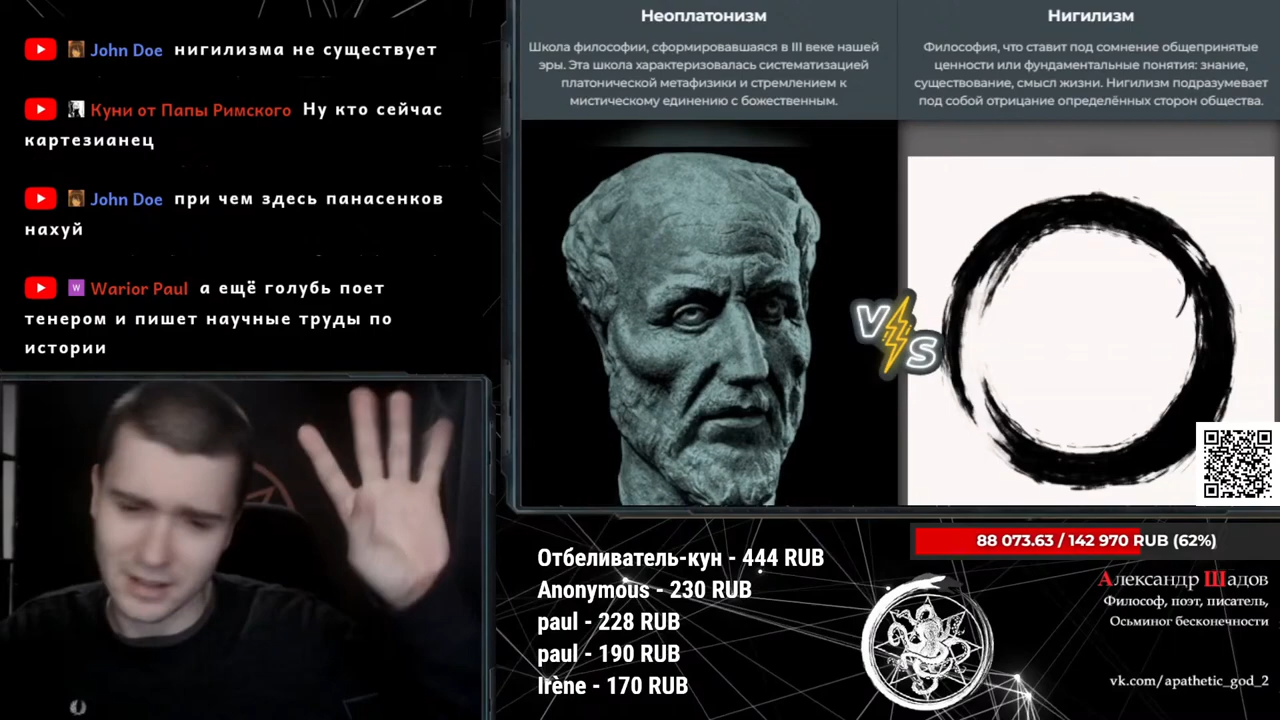 John Doe нигилизма не существует
Куни от Папы Римского Ну кто сейчас
картезианец
John Doe при чем здесь панасенков
нахуй
W Warior Paul а ещё голубь поет
тенером и пишет научные труды по
истории
Неоплатонизм
Школа философии, сформировавшаяся в III веке нашей
эры. Эта школа характеризовалась систематизацией
платонической метафизики и стремлением к
мистическому единению с божественным.
Нигилизм
Философия, что ставит под сомнение общепринятые
ценности или фундаментальные понятия: знание,
существование, смысл жизни. Нигилизм подразумевает
под собой отрицание определённых сторон общества.
VS
88 073.63 / 142 970 RUB (62%)
Отбеливатель-кун - 444 RUB
Anonymous - 230 RUB
paul - 228 RUB
paul - 190 RUB
Irène - 170 RUB
Александр Шадов
Философ, поэт, писатель,
Осьминог бесконечности
vk.com/apathetic_god_2